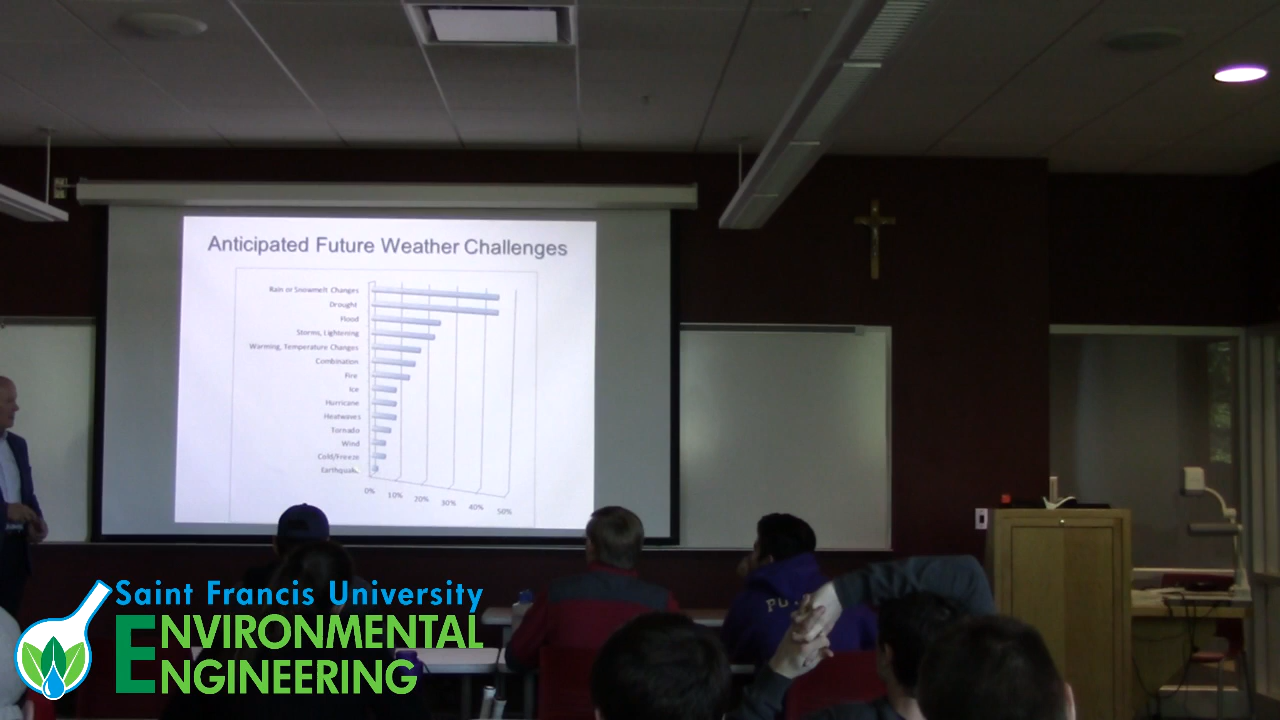 Anticipated Future Weather Challenges
Rain or Snowmelt Changes
Drought
Flood
Storms, Lightening
Warming, Temperature Changes
Combination
Fire
Ice
Hurricane
Heatwaves
Tornado
Wind
Cold/Freeze
Earthquake
0% 10% 20% 30% 40% 50%
Saint Francis University
ENVIRONMENTAL
ENGINEERING